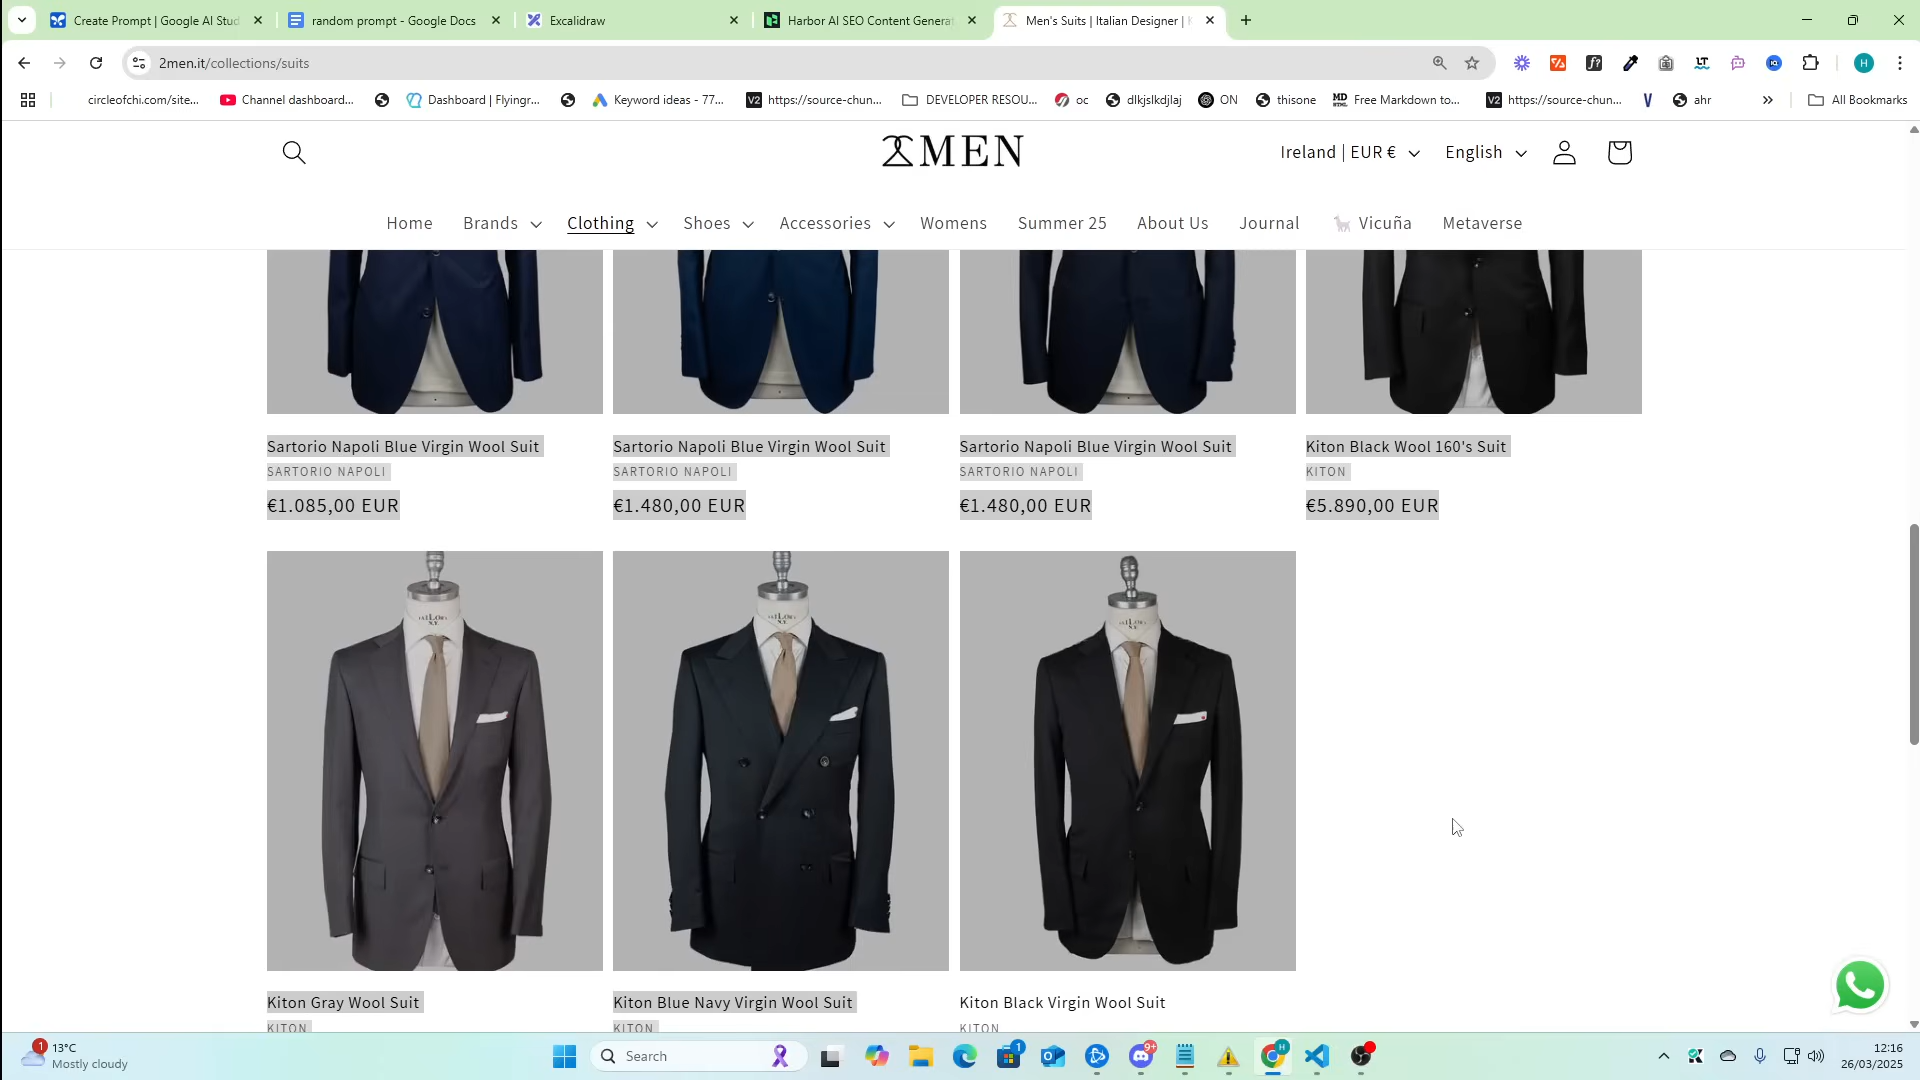 Create Prompt | Google AI Stud
random prompt - Google Docs
Excalidraw
Harbor AI SEO Content Generat
Men's Suits | Italian Designer | K
2men.it/collections/suits
circleofchi.com/site...
Channel dashboard...
Dashboard | Flyingr...
Keyword ideas - 77...
https://source-chun...
DEVELOPER RESOU...
oc
dlkjslkdjlaj
ON
thisone
Free Markdown to...
https://source-chun...
ahr
All Bookmarks
2MEN
Ireland | EUR €
English
Home
Brands
Clothing
Shoes
Accessories
Womens
Summer 25
About Us
Journal
Vicuña
Metaverse
Sartorio Napoli Blue Virgin Wool Suit
SARTORIO NAPOLI
€1.085,00 EUR
Sartorio Napoli Blue Virgin Wool Suit
SARTORIO NAPOLI
€1.480,00 EUR
Sartorio Napoli Blue Virgin Wool Suit
SARTORIO NAPOLI
€1.480,00 EUR
Kiton Black Wool 160's Suit
KITON
€5.890,00 EUR
Kiton Gray Wool Suit
KITON
Kiton Blue Navy Virgin Wool Suit
KITON
Kiton Black Virgin Wool Suit
KITON
13°C
Mostly cloudy
Search
12:16
26/03/2025